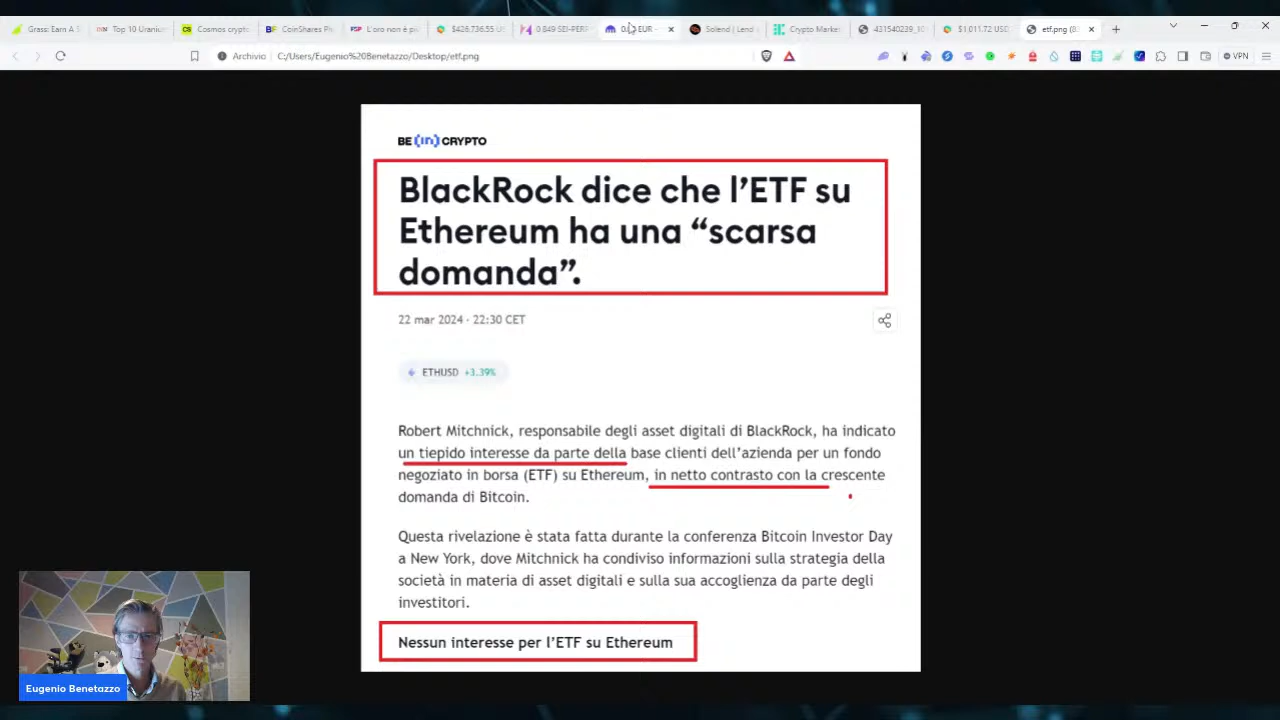 Grass: Earn A S
Top 10 Uraniu
Cosmos crypto
CoinShares Ph
L'oro non è più
$426,736.55 US
0.849 SEI-PERP
EUR
Solend | Lend
Crypto Market
$1,011.72 USD
etf.png (8
Archivio
C:/Users/Eugenio%20Benetazzo/Desktop/etf.png
VPN
BE[IN]CRYPTO
BlackRock dice che l’ETF su
Ethereum ha una “scarsa
domanda”.
22 mar 2024 · 22:30 CET
ETHUSD +3.39%
Robert Mitchnick, responsabile degli asset digitali di BlackRock, ha indicato
un tiepido interesse da parte della base clienti dell’azienda per un fondo
negoziato in borsa (ETF) su Ethereum, in netto contrasto con la crescente
domanda di Bitcoin.
Questa rivelazione è stata fatta durante la conferenza Bitcoin Investor Day
a New York, dove Mitchnick ha condiviso informazioni sulla strategia della
società in materia di asset digitali e sulla sua accoglienza da parte degli
investitori.
Nessun interesse per l’ETF su Ethereum
Eugenio Benetazzo